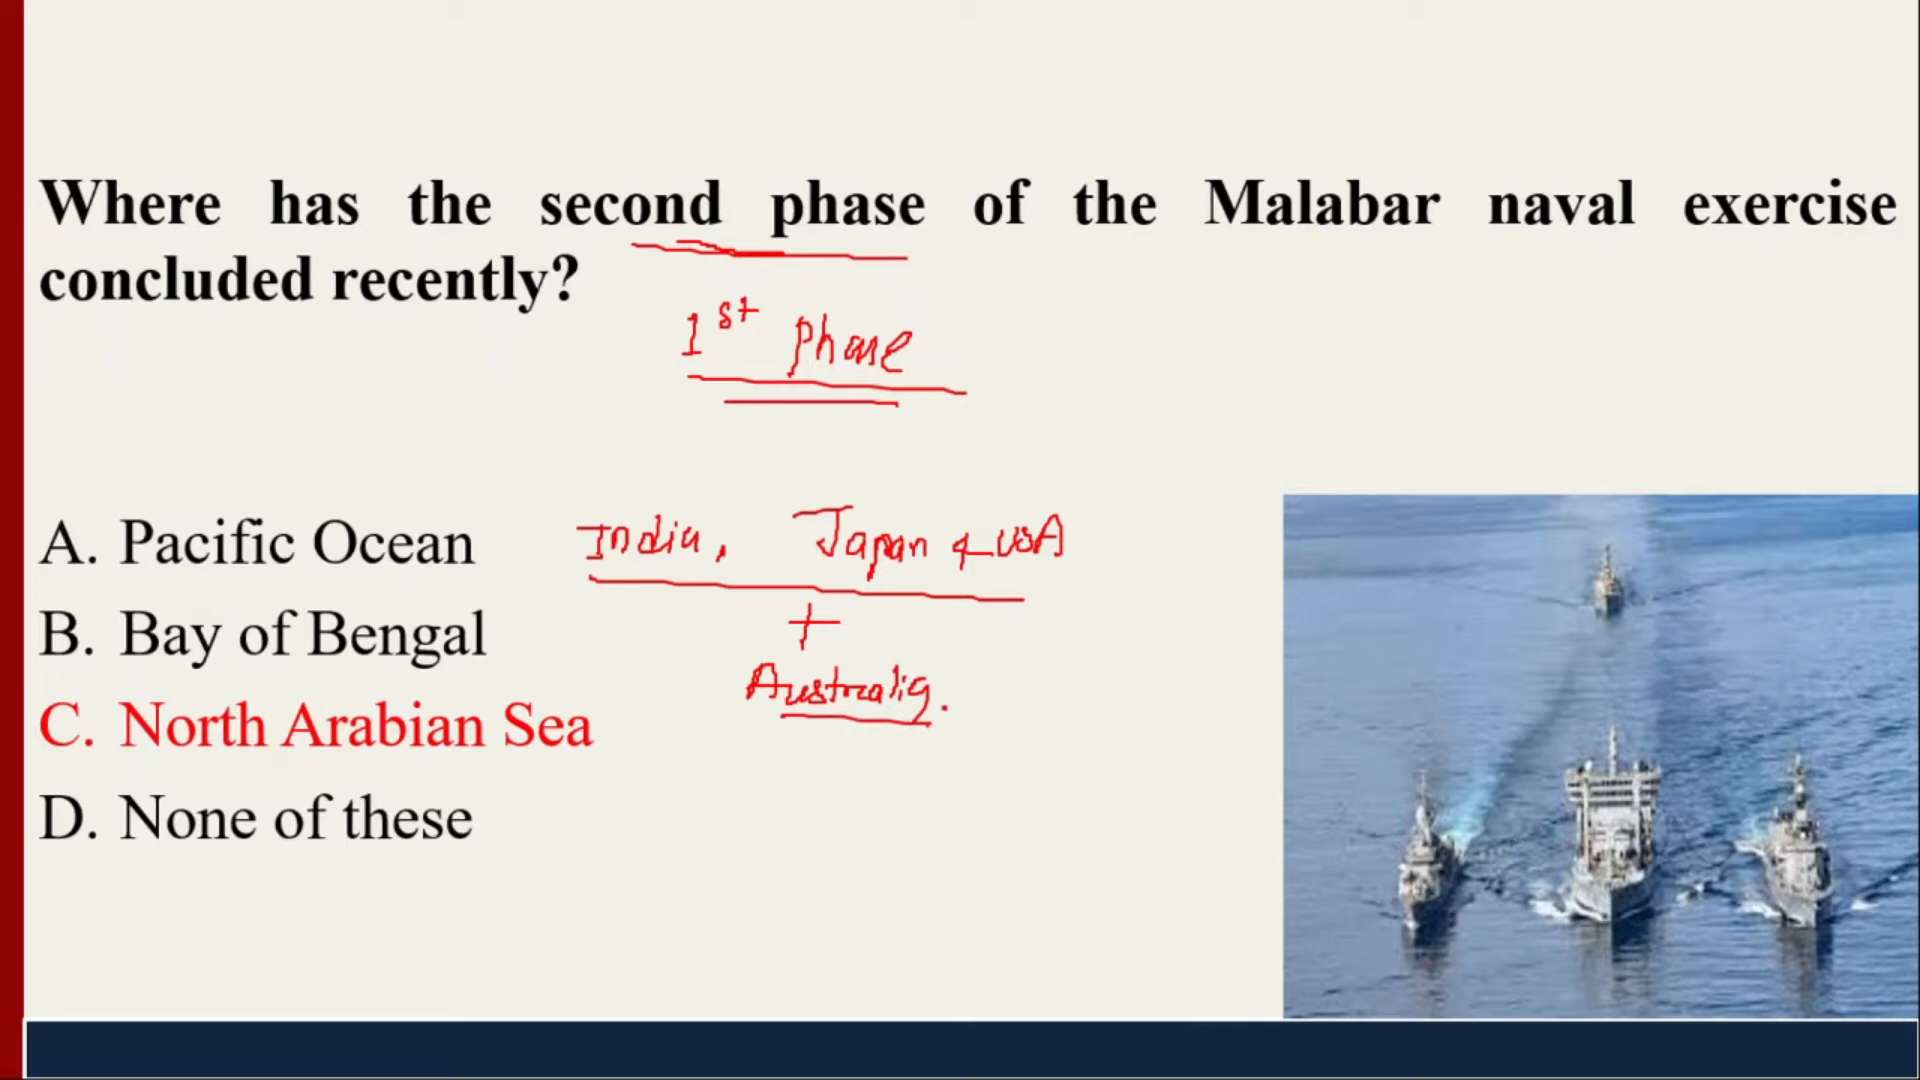 Where has the second phase of the Malabar naval exercise
concluded recently?
1st Phase
A. Pacific Ocean
India, Japan & USA
+
B. Bay of Bengal
Australia.
C. North Arabian Sea
D. None of these